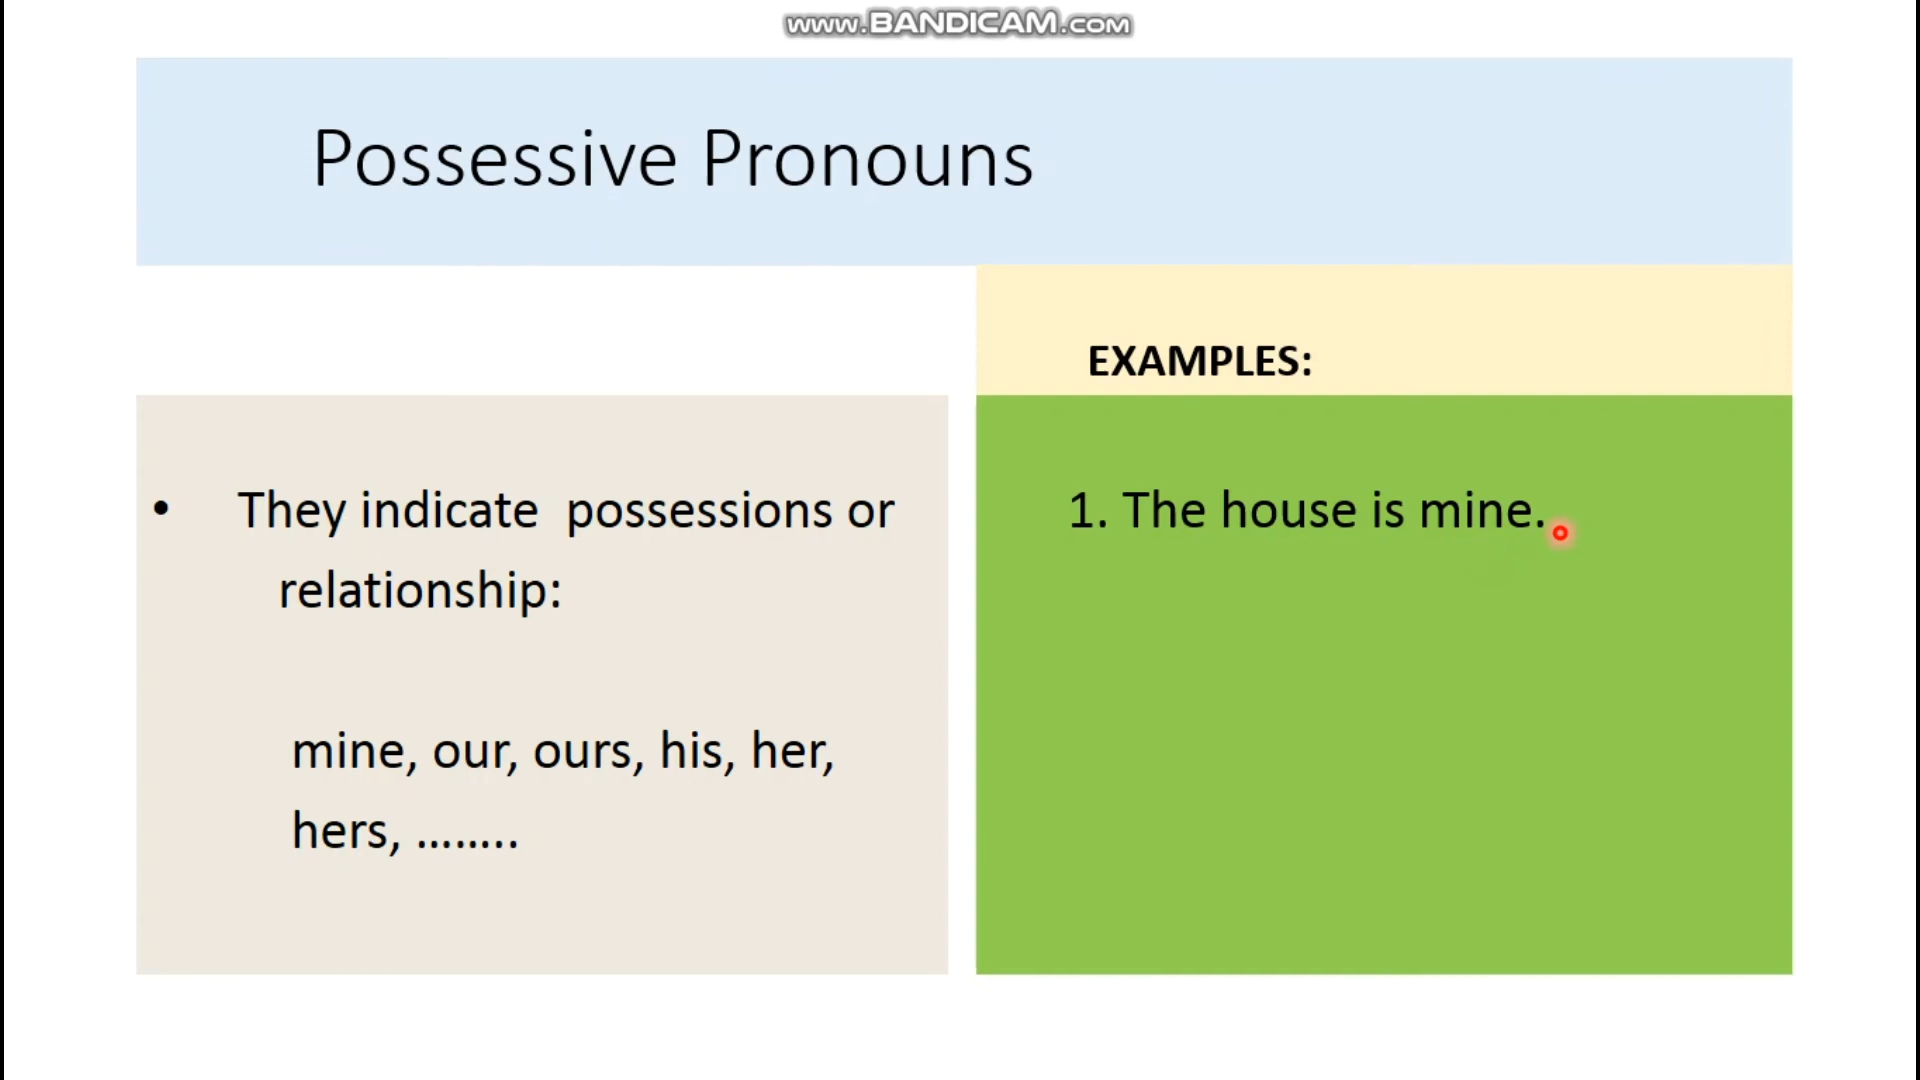 www.BANDICAM.com
Possessive Pronouns
EXAMPLES:
• They indicate  possessions or
relationship:
mine, our, ours, his, her,
hers, ……..
1. The house is mine.